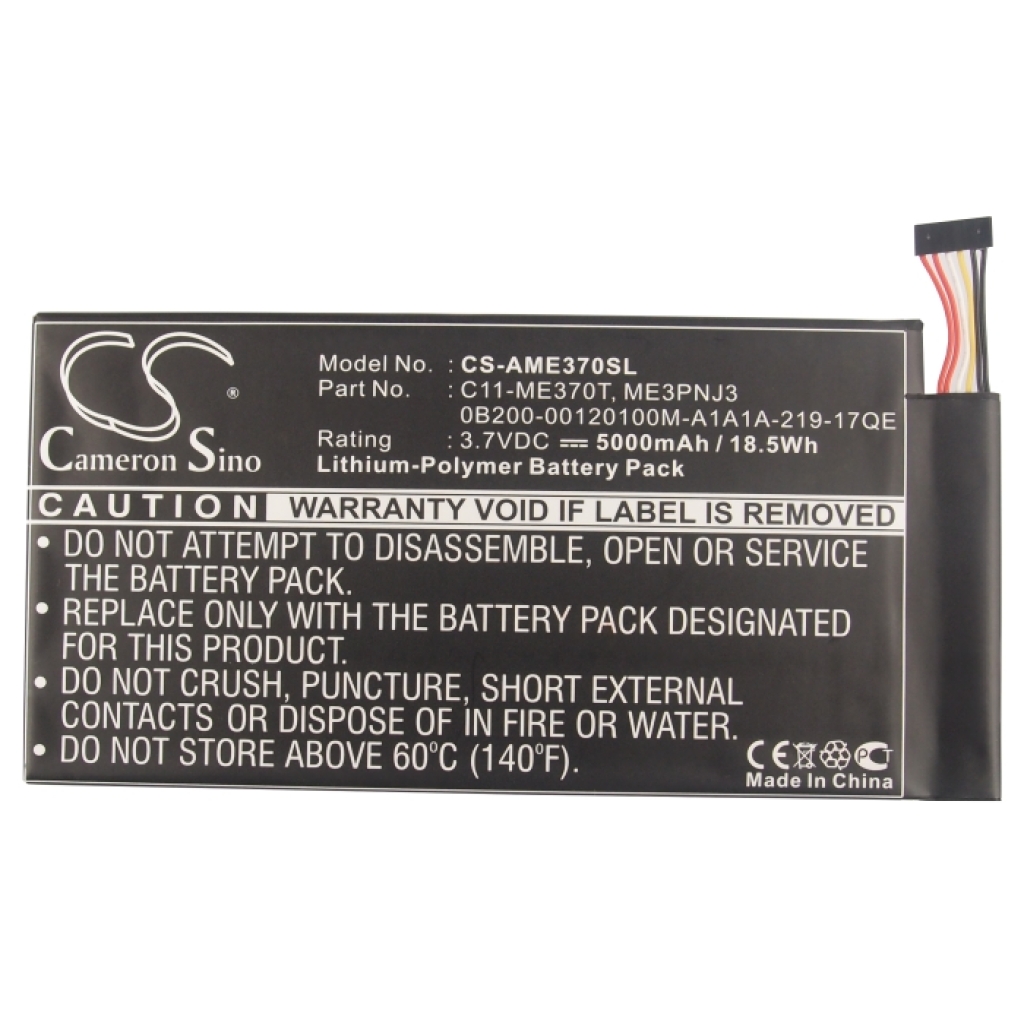 CS
®
Cameron Sino
Model No. : CS-AME370SL
Part No. : C11-ME370T, ME3PNJ3
0B200-00120100M-A1A1A-219-17QE
Rating : 3.7VDC ⎓ 5000mAh / 18.5Wh
Lithium-Polymer Battery Pack
CAUTION WARRANTY VOID IF LABEL IS REMOVED
• DO NOT ATTEMPT TO DISASSEMBLE, OPEN OR SERVICE
THE BATTERY PACK.
• REPLACE ONLY WITH THE BATTERY PACK DESIGNATED
FOR THIS PRODUCT.
• DO NOT CRUSH, PUNCTURE, SHORT EXTERNAL
CONTACTS OR DISPOSE OF IN FIRE OR WATER.
• DO NOT STORE ABOVE 60°C (140°F).
CE PCT
Made In China